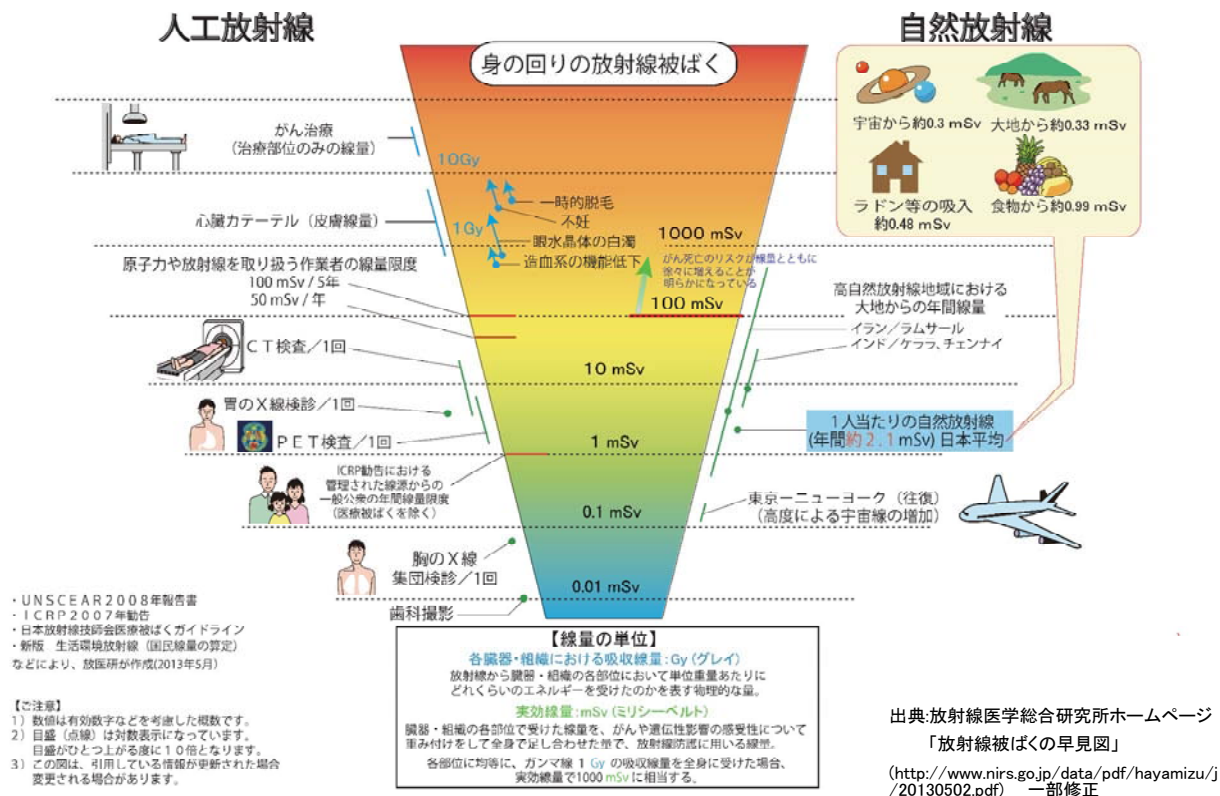 人工放射線
身の回りの放射線被ばく
自然放射線
宇宙から約0.3 mSv
大地から約0.33 mSv
ラドン等の吸入
約0.48 mSv
食物から約0.99 mSv
がん治療
(治療部位のみの線量)
10Gy
心臓カテーテル（皮膚線量）
1Gy
一時的脱毛
不妊
眼水晶体の白濁
造血系の機能低下
1000 mSv
がん死亡のリスクが線量とともに
徐々に増えることが
明らかになっている
原子力や放射線を取り扱う作業者の線量限度
100 mSv / 5年
50 mSv / 年
100 mSv
高自然放射線地域における
大地からの年間線量
イラン／ラムサール
インド／ケララ、チェンナイ
ＣＴ検査／1回
10 mSv
胃のＸ線検診／1回
ＰＥＴ検査／1回
1 mSv
1人当たりの自然放射線
(年間約２.１mSv) 日本平均
ICRP勧告における
管理された線源からの
一般公衆の年間線量限度
(医療被ばくを除く)
0.1 mSv
東京ーニューヨーク（往復）
(高度による宇宙線の増加)
胸のＸ線
集団検診／1回
0.01 mSv
歯科撮影
・ＵＮＳＣＥＡＲ２００８年報告書
・ＩＣＲＰ２００７年勧告
・日本放射線技師会医療被ばくガイドライン
・新版　生活環境放射線（国民線量の算定）
などにより、放医研が作成(2013年5月)
【ご注意】
1）数値は有効数字などを考慮した概数です。
2）目盛（点線）は対数表示になっています。
目盛がひとつ上がる度に１０倍となります。
3）この図は、引用している情報が更新された場合
変更される場合があります。
【線量の単位】
各臓器・組織における吸収線量：Gy（グレイ）
放射線から臓器・組織の各部位において単位重量あたりに
どれくらいのエネルギーを受けたのかを表す物理的な量。
実効線量：mSv（ミリシーベルト）
臓器・組織の各部位で受けた線量を、がんや遺伝性影響の感受性について
重み付けをして全身で足し合わせた量で、放射線防護に用いる線量。
各部位に均等に、ガンマ線 1 Gy の吸収線量を全身に受けた場合、
実効線量で1000 mSv に相当する。
出典:放射線医学総合研究所ホームページ
「放射線被ばくの早見図」
(http://www.nirs.go.jp/data/pdf/hayamizu/j
/20130502.pdf)　一部修正